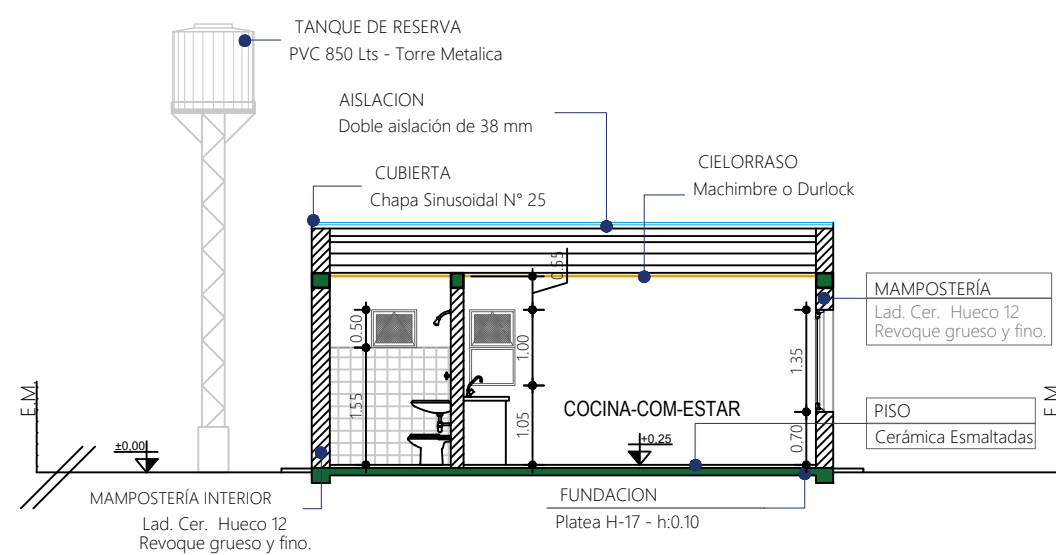 TANQUE DE RESERVA
PVC 850 Lts - Torre Metalica
AISLACION
Doble aislación de 38 mm
CIELORRASO
Machimbre o Durlock
CUBIERTA
Chapa Sinusoidal N° 25
0.55
MAMPOSTERÍA
Lad. Cer. Hueco 12
Revoque grueso y fino.
0.50
1.00
1.35
E.M.
E.M.
1.55
1.05
COCINA-COM-ESTAR
0.70
PISO
Cerámica Esmaltadas
±0,00
+0,25
MAMPOSTERÍA INTERIOR
Lad. Cer. Hueco 12
Revoque grueso y fino.
FUNDACION
Platea H-17 - h:0.10